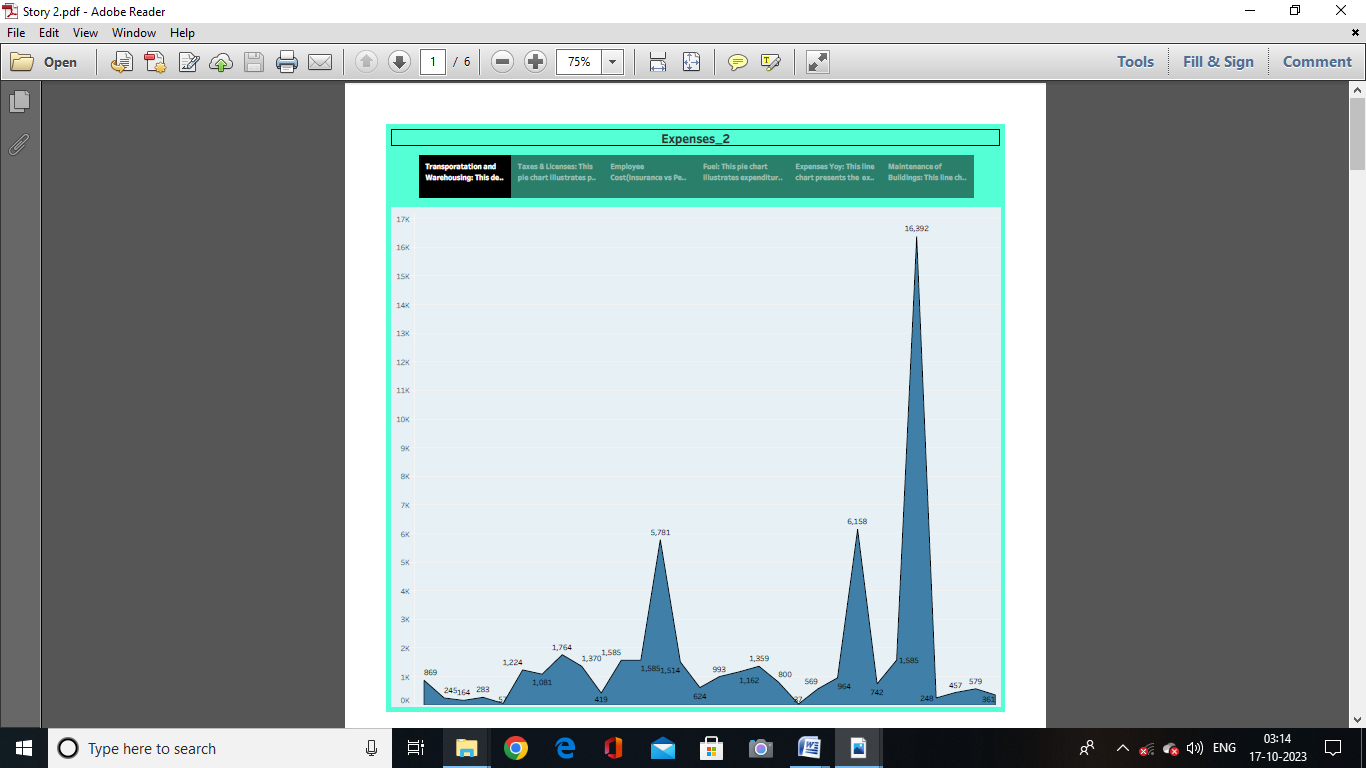 Story 2.pdf - Adobe Reader
File Edit View Window Help
Open 1 / 6 75% Tools Fill & Sign Comment
Expenses_2
Transporatation and
Warehousing: This de..
Taxes & Licenses: This
pie chart illustrates p..
Employee
Cost(Insurance vs Pe..
Fuel: This pie chart
illustrates expenditur..
Expenses Yoy: This line
chart presents the ex..
Maintenance of
Buildings: This line ch..
17K
16,392
16K
15K
14K
13K
12K
11K
10K
9K
8K
7K
6K
5K
4K
3K
2K
1K
0K
5,781
6,158
869
245
164
283
57
1,224
1,081
1,764
1,370
419
1,585
1,585
1,514
624
993
1,162
1,359
800
27
569
964
742
1,585
248
457
579
361
Type here to search
ENG
03:14
17-10-2023